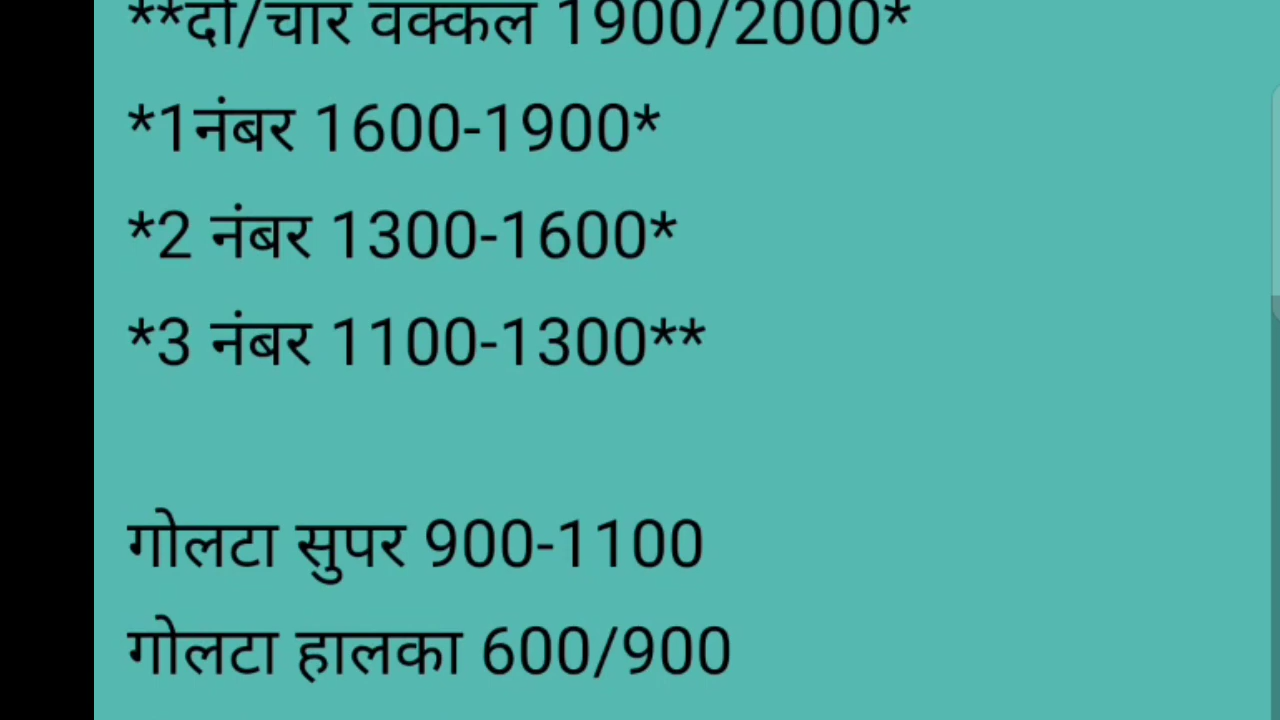 **दो/चार वक्कल 1900/2000*
*1नंबर 1600-1900*
*2 नंबर 1300-1600*
*3 नंबर 1100-1300**
गोलटा सुपर 900-1100
गोलटा हालका 600/900